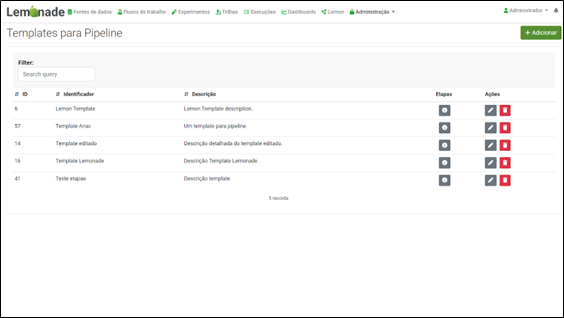 Lemonade Fontes de dados Fluxos de trabalho Experimentos Trilhas Execuções Dashboards Lemon Administração Administrador
Templates para Pipeline
+ Adicionar
Filter:
Search query
ID Identificador Descrição Etapas Ações
6 Lemon Template Lemon Template description.
57 Template Anac Um template para pipeline.
14 Template editado Descrição detalhada do template editado.
16 Template Lemonade Descrição Template Lemonade.
41 Teste etapas Descrição template.
5 records